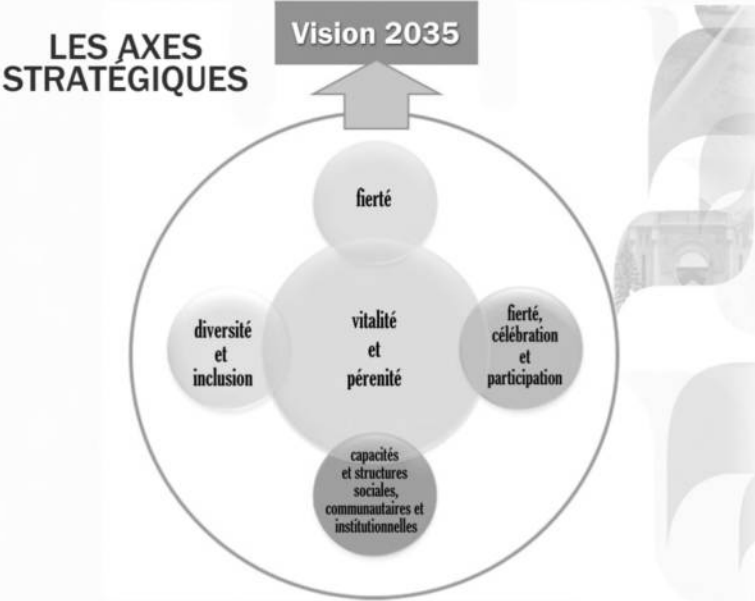 LES AXES
STRATÉGIQUES
Vision 2035
fierté
diversité
et
inclusion
vitalité
et
pérenité
fierté,
célébration
et
participation
capacités
et structures
sociales,
communautaires et
institutionnelles